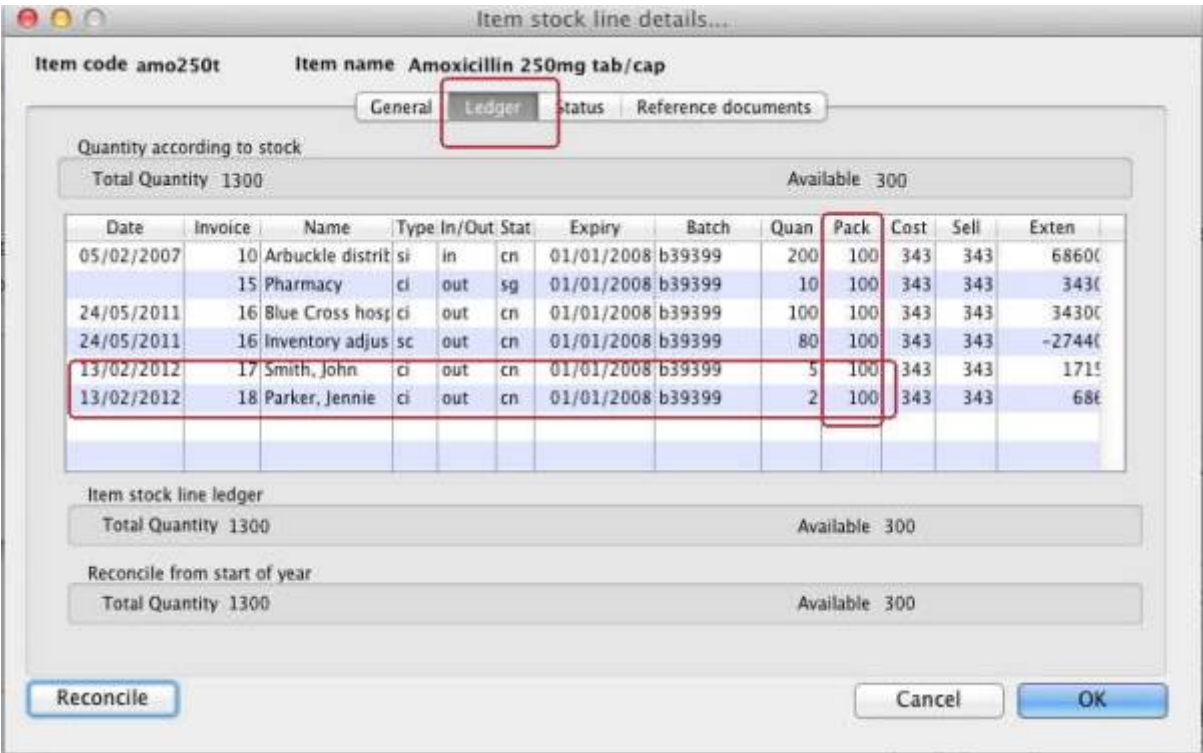 Item stock line details...
Item code amo250t Item name Amoxicillin 250mg tab/cap
General Ledger Status Reference documents
Quantity according to stock
Total Quantity 1300 Available 300
Date Invoice Name Type In/Out Stat Expiry Batch Quan Pack Cost Sell Exten
05/02/2007 10 Arbuckle distrib si in cn 01/01/2008 b39399 200 100 343 343 68600
15 Pharmacy ci out sg 01/01/2008 b39399 10 100 343 343 3430
24/05/2011 16 Blue Cross hosp ci out cn 01/01/2008 b39399 100 100 343 343 34300
24/05/2011 16 Inventory adjus sc out cn 01/01/2008 b39399 80 100 343 343 -27440
13/02/2012 17 Smith, John ci out cn 01/01/2008 b39399 5 100 343 343 1715
13/02/2012 18 Parker, Jennie ci out cn 01/01/2008 b39399 2 100 343 343 686
Item stock line ledger
Total Quantity 1300 Available 300
Reconcile from start of year
Total Quantity 1300 Available 300
Reconcile Cancel OK